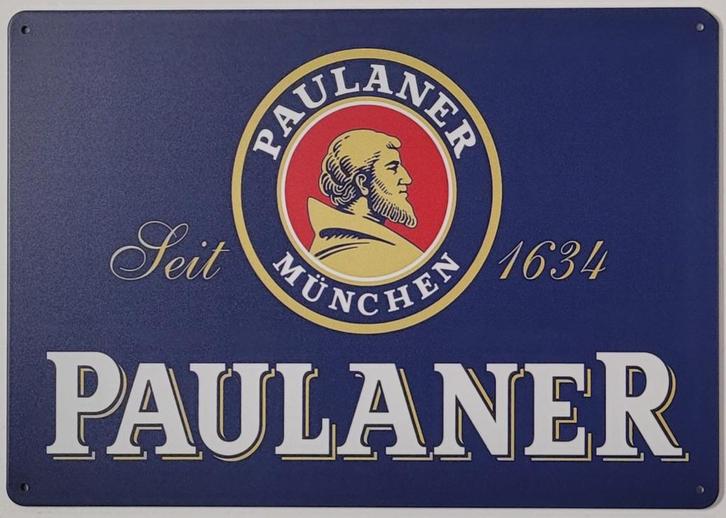 PAULANER
MÜNCHEN
Seit 1634
PAULANER